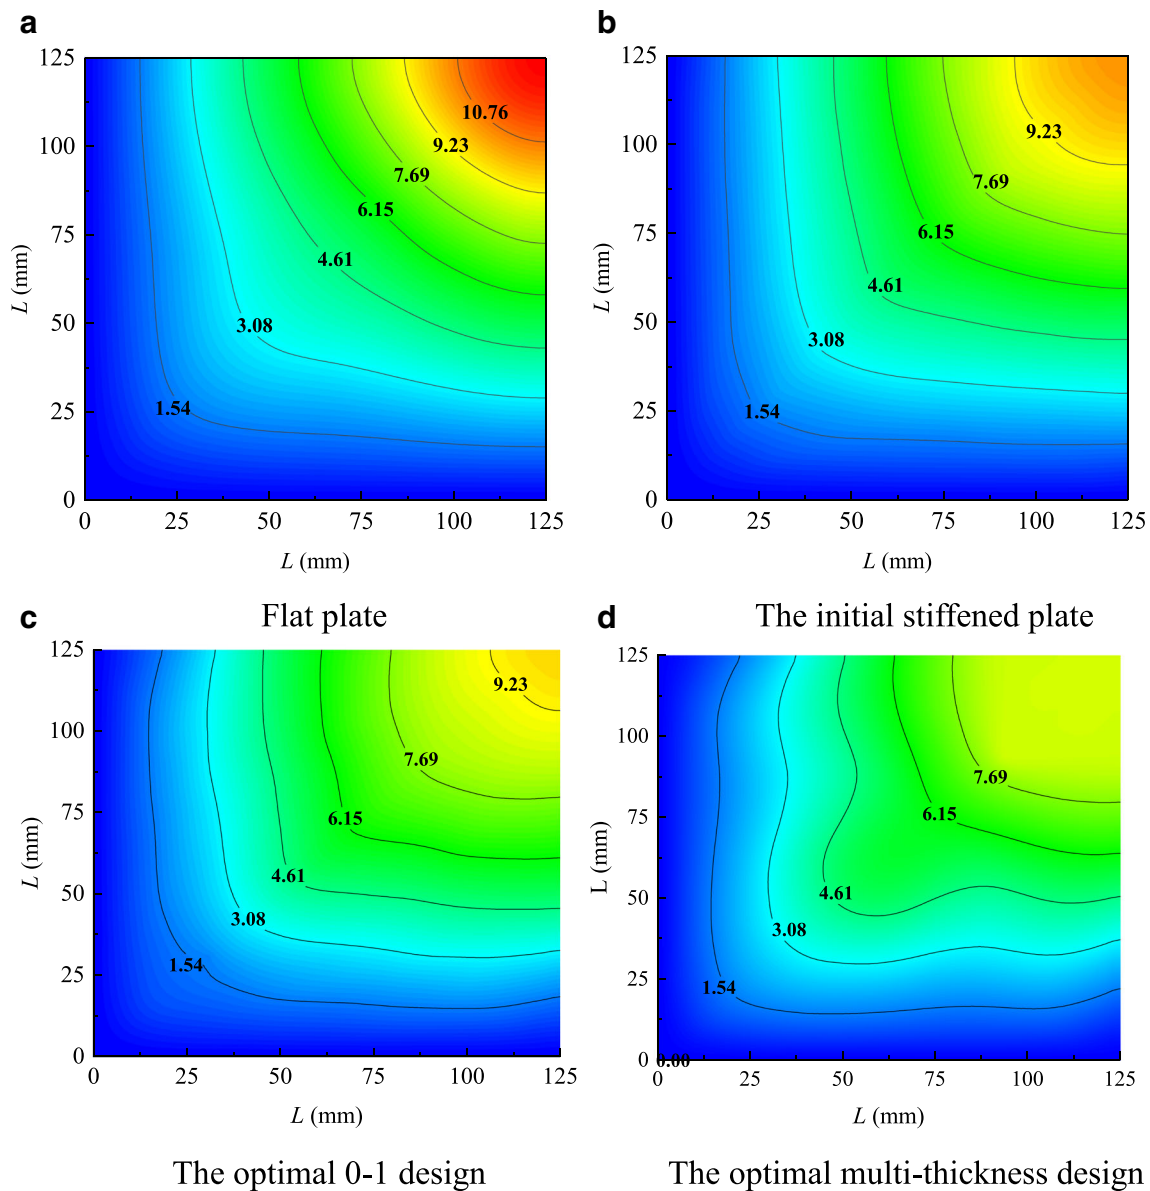 a
125
100
75
50
25
0
L (mm)
10.76
9.23
7.69
6.15
4.61
3.08
1.54
0 25 50 75 100 125
L (mm)
Flat plate
b
125
100
75
50
25
0
L (mm)
9.23
7.69
6.15
4.61
3.08
1.54
0 25 50 75 100 125
L (mm)
The initial stiffened plate
c
125
100
75
50
25
0
L (mm)
9.23
7.69
6.15
4.61
3.08
1.54
0 25 50 75 100 125
L (mm)
The optimal 0-1 design
d
125
100
75
50
25
0
L (mm)
7.69
6.15
4.61
3.08
1.54
0.00
0 25 50 75 100 125
L (mm)
The optimal multi-thickness design